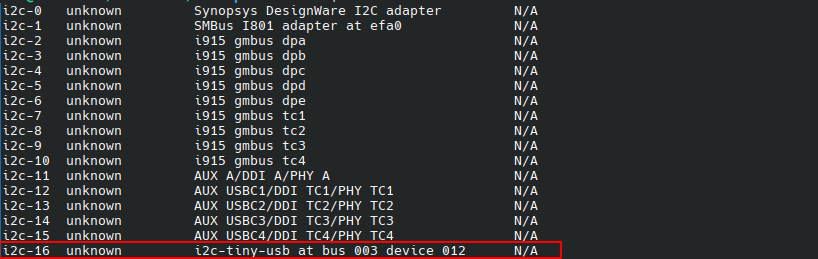 i2c-0 unknown Synopsys DesignWare I2C adapter N/A
i2c-1 unknown SMBus I801 adapter at efa0 N/A
i2c-2 unknown i915 gmbus dpa N/A
i2c-3 unknown i915 gmbus dpb N/A
i2c-4 unknown i915 gmbus dpc N/A
i2c-5 unknown i915 gmbus dpd N/A
i2c-6 unknown i915 gmbus dpe N/A
i2c-7 unknown i915 gmbus tc1 N/A
i2c-8 unknown i915 gmbus tc2 N/A
i2c-9 unknown i915 gmbus tc3 N/A
i2c-10 unknown i915 gmbus tc4 N/A
i2c-11 unknown AUX A/DDI A/PHY A N/A
i2c-12 unknown AUX USBC1/DDI TC1/PHY TC1 N/A
i2c-13 unknown AUX USBC2/DDI TC2/PHY TC2 N/A
i2c-14 unknown AUX USBC3/DDI TC3/PHY TC3 N/A
i2c-15 unknown AUX USBC4/DDI TC4/PHY TC4 N/A
i2c-16 unknown i2c-tiny-usb at bus 003 device 012 N/A